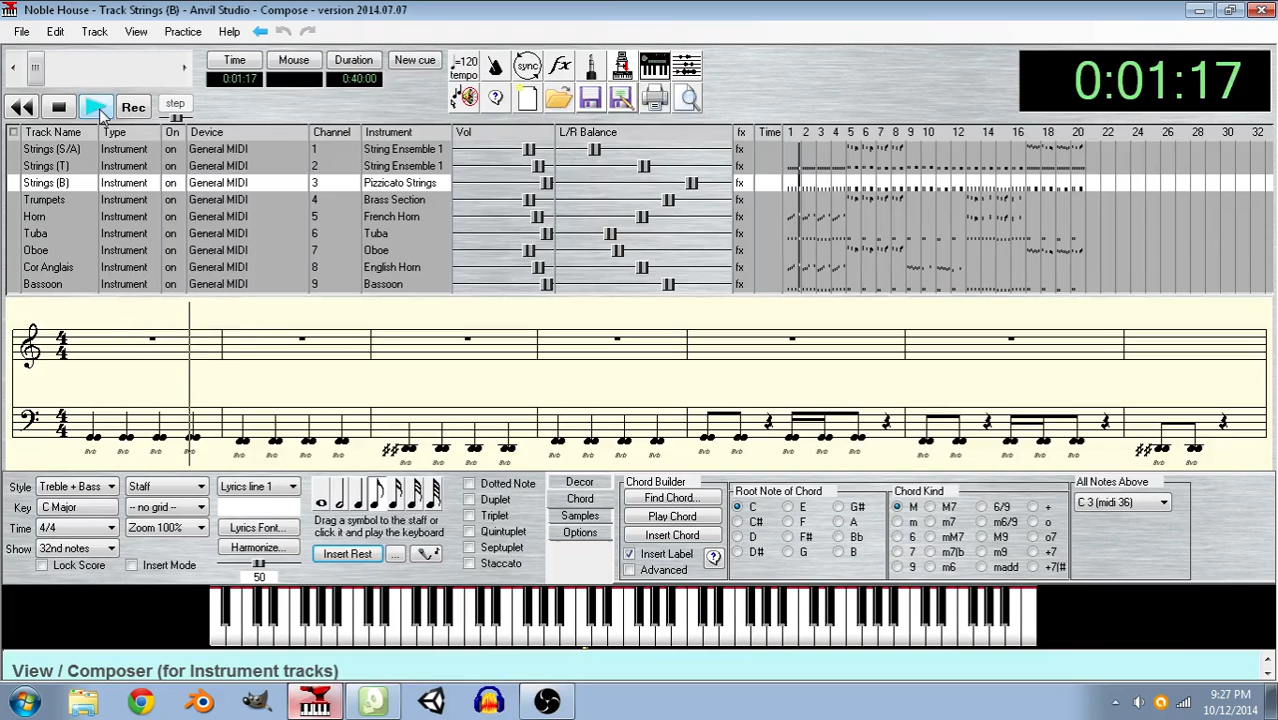 Noble House - Track Strings (B) - Anvil Studio - Compose - version 2014.07.07
File Edit Track View Practice Help
Time Mouse Duration New cue
0:01:17 0:40:00
=120
tempo
sync
fx
0:01:17
Rec
step
Track Name Type On Device Channel Instrument Vol L/R Balance fx Time 1 2 3 4 5 6 7 8 9 10 12 14 16 18 20 22 24 26 28 30 32
Strings (S/A) Instrument on General MIDI 1 String Ensemble 1 fx
Strings (T) Instrument on General MIDI 2 String Ensemble 1 fx
Strings (B) Instrument on General MIDI 3 Pizzicato Strings fx
Trumpets Instrument on General MIDI 4 Brass Section fx
Horn Instrument on General MIDI 5 French Horn fx
Tuba Instrument on General MIDI 6 Tuba fx
Oboe Instrument on General MIDI 7 Oboe fx
Cor Anglais Instrument on General MIDI 8 English Horn fx
Bassoon Instrument on General MIDI 9 Bassoon fx
4
4
4
4
Style Treble + Bass Staff Lyrics line 1
Key C Major -- no grid -- 
Time 4/4 Zoom 100% Lyrics Font...
Show 32nd notes Harmonize...
Lock Score Insert Mode
50
Drag a symbol to the staff or
click it and play the keyboard
Insert Rest ...
Dotted Note
Duplet
Triplet
Quintuplet
Septuplet
Staccato
Decor
Chord
Samples
Options
Chord Builder
Find Chord...
Play Chord
Insert Chord
Insert Label
Advanced
Root Note of Chord
C E G#
C# F A
D F# Bb
D# G B
Chord Kind
M M7 6/9 +
m m7 m6/9 o
6 mM7 M9 o7
7 m7(b m9 +7
9 m6 madd +7(#
All Notes Above
C 3 (midi 36)
View / Composer (for Instrument tracks)
9:27 PM
10/12/2014